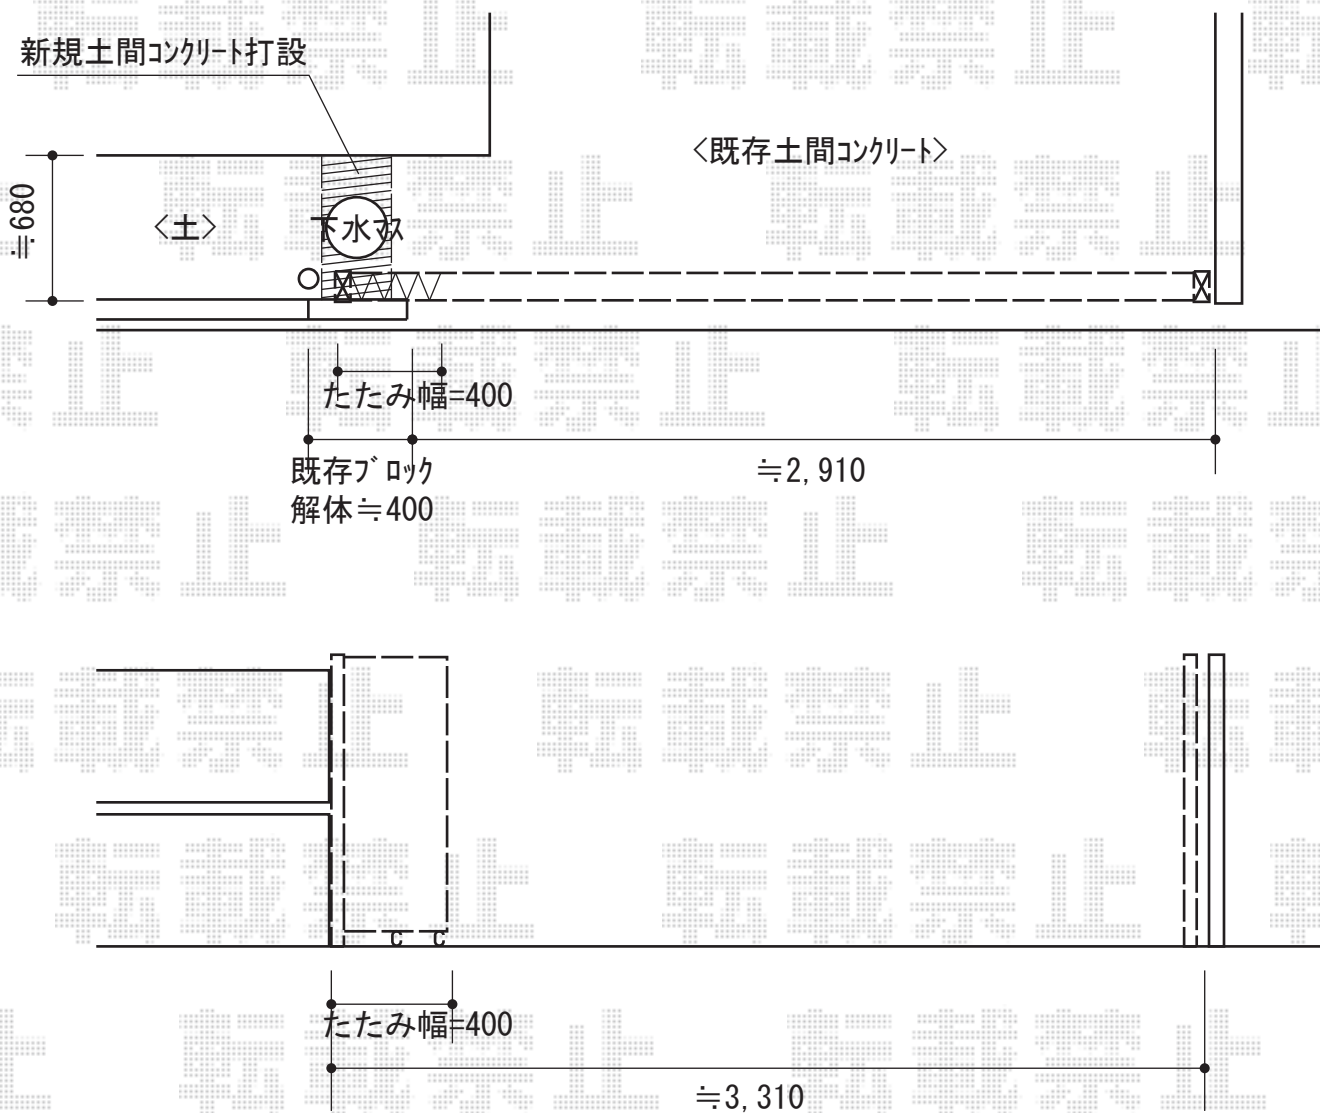 新規土間コンクリート打設
〈既存土間コンクリート〉
≒680
〈土〉
下水マス
たたみ幅=400
既存ブロック
解体≒400
≒2,910
C C
たたみ幅=400
≒3,310
転載禁止